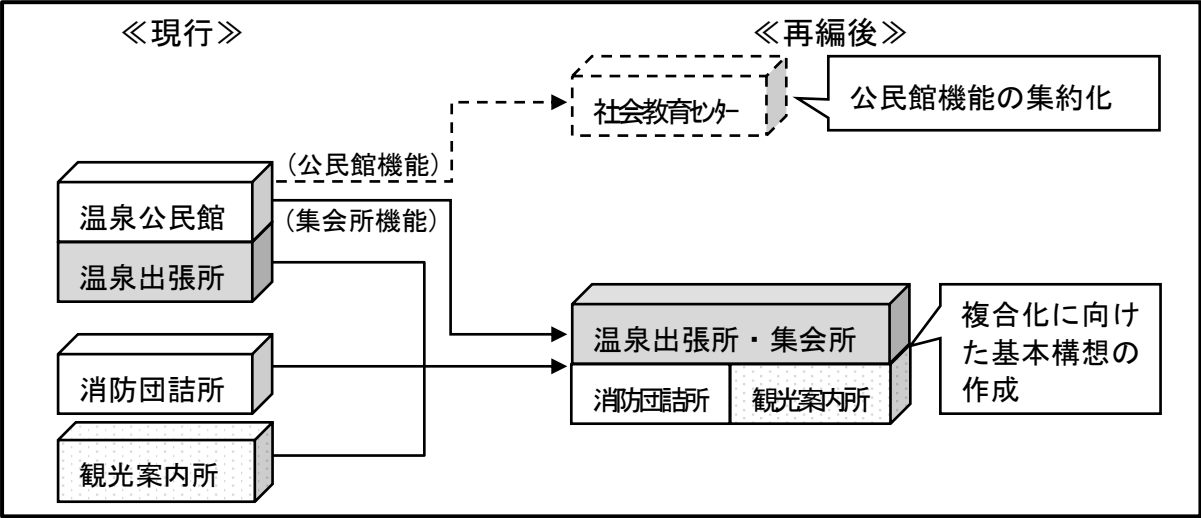 ≪現行≫
≪再編後≫
社会教育センター
公民館機能の集約化
(公民館機能)
温泉公民館
(集会所機能)
温泉出張所
温泉出張所・集会所
複合化に向け
た基本構想の
作成
消防団詰所
消防団詰所
観光案内所
観光案内所